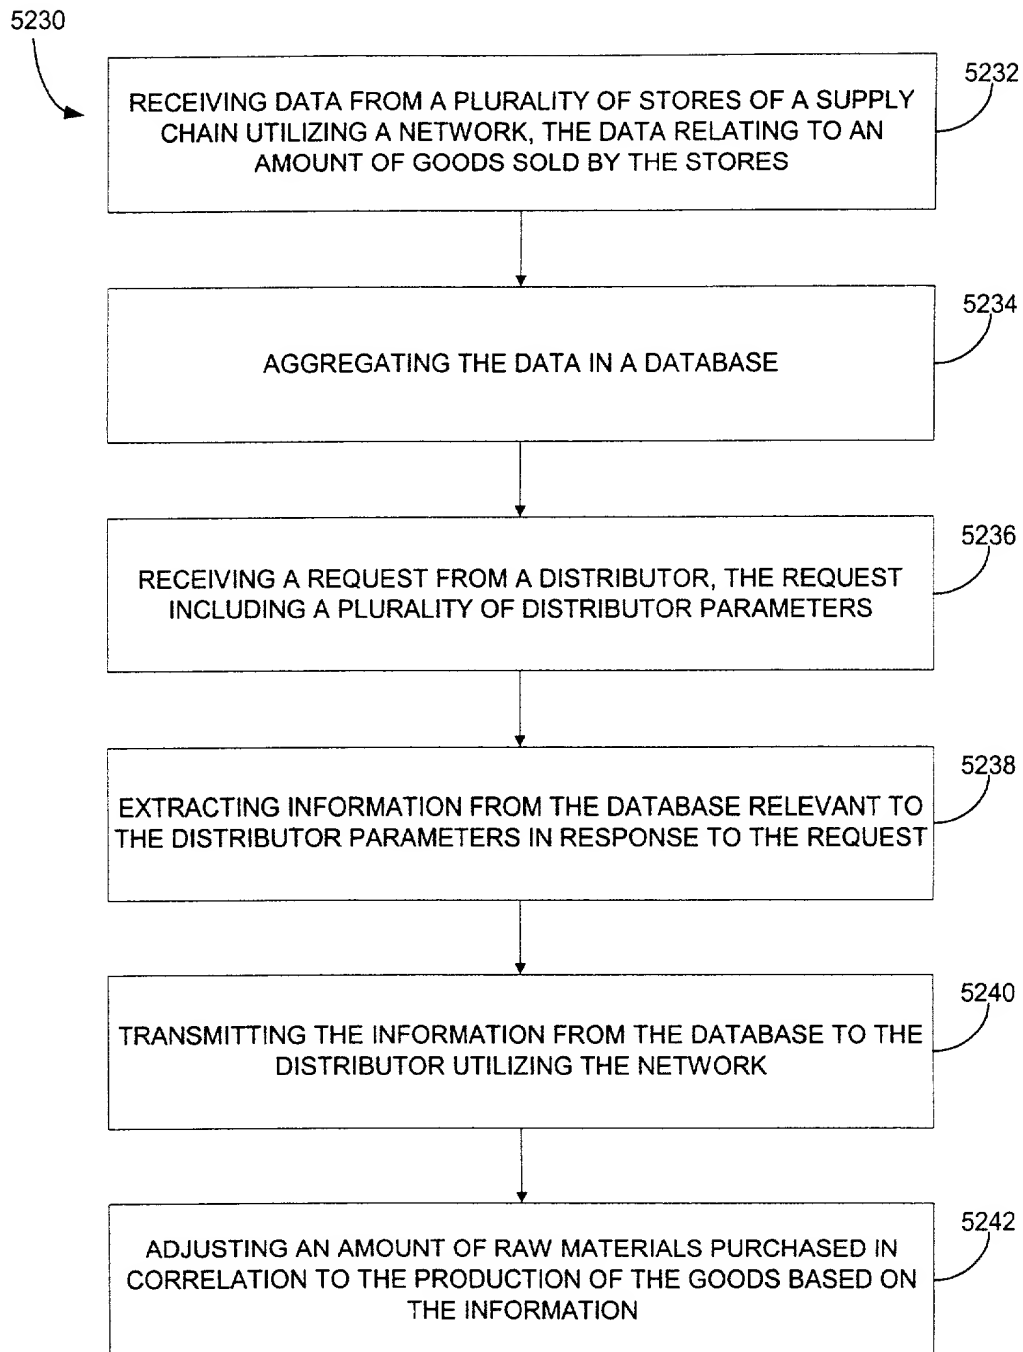 5230
5232
RECEIVING DATA FROM A PLURALITY OF STORES OF A SUPPLY
CHAIN UTILIZING A NETWORK, THE DATA RELATING TO AN
AMOUNT OF GOODS SOLD BY THE STORES
5234
AGGREGATING THE DATA IN A DATABASE
5236
RECEIVING A REQUEST FROM A DISTRIBUTOR, THE REQUEST
INCLUDING A PLURALITY OF DISTRIBUTOR PARAMETERS
5238
EXTRACTING INFORMATION FROM THE DATABASE RELEVANT TO
THE DISTRIBUTOR PARAMETERS IN RESPONSE TO THE REQUEST
5240
TRANSMITTING THE INFORMATION FROM THE DATABASE TO THE
DISTRIBUTOR UTILIZING THE NETWORK
5242
ADJUSTING AN AMOUNT OF RAW MATERIALS PURCHASED IN
CORRELATION TO THE PRODUCTION OF THE GOODS BASED ON
THE INFORMATION